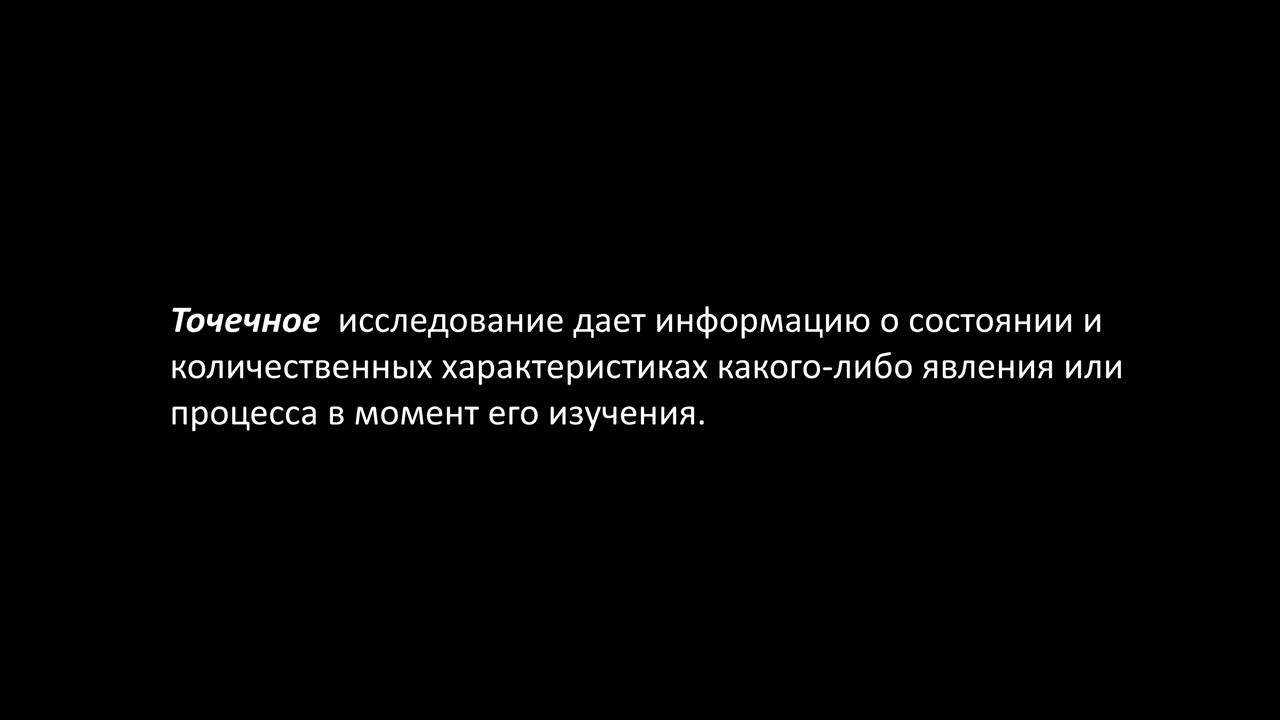 Точечное исследование дает информацию о состоянии и
количественных характеристиках какого-либо явления или
процесса в момент его изучения.